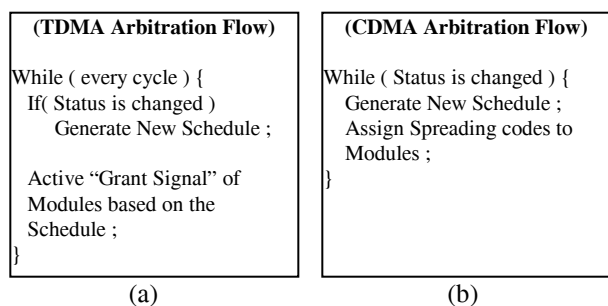 (TDMA Arbitration Flow)
While ( every cycle ) {
If( Status is changed )
Generate New Schedule ;
Active “Grant Signal” of
Modules based on the
Schedule ;
}
(a)
(CDMA Arbitration Flow)
While ( Status is changed ) {
Generate New Schedule ;
Assign Spreading codes to
Modules ;
}
(b)